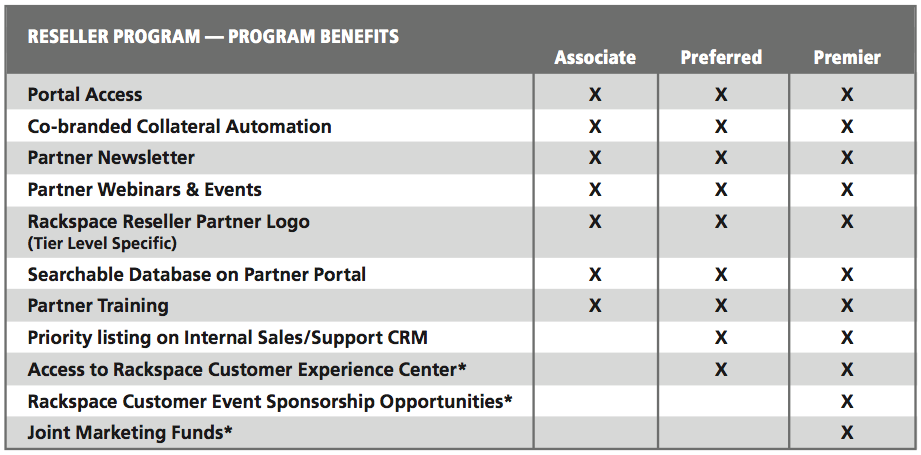 RESELLER PROGRAM — PROGRAM BENEFITS
Associate Preferred Premier
Portal Access X X X
Co-branded Collateral Automation X X X
Partner Newsletter X X X
Partner Webinars & Events X X X
Rackspace Reseller Partner Logo X X X
(Tier Level Specific)
Searchable Database on Partner Portal X X X
Partner Training X X X
Priority listing on Internal Sales/Support CRM X X
Access to Rackspace Customer Experience Center* X X
Rackspace Customer Event Sponsorship Opportunities* X
Joint Marketing Funds* X